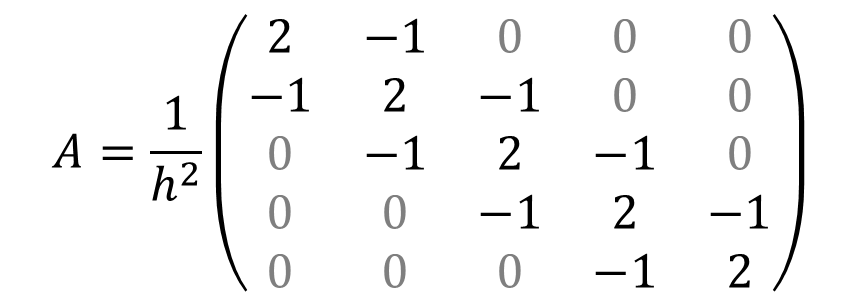 2 −1 0 0 0
−1 2 −1 0 0
A = 1/h² 0 −1 2 −1 0
0 0 −1 2 −1
0 0 0 −1 2